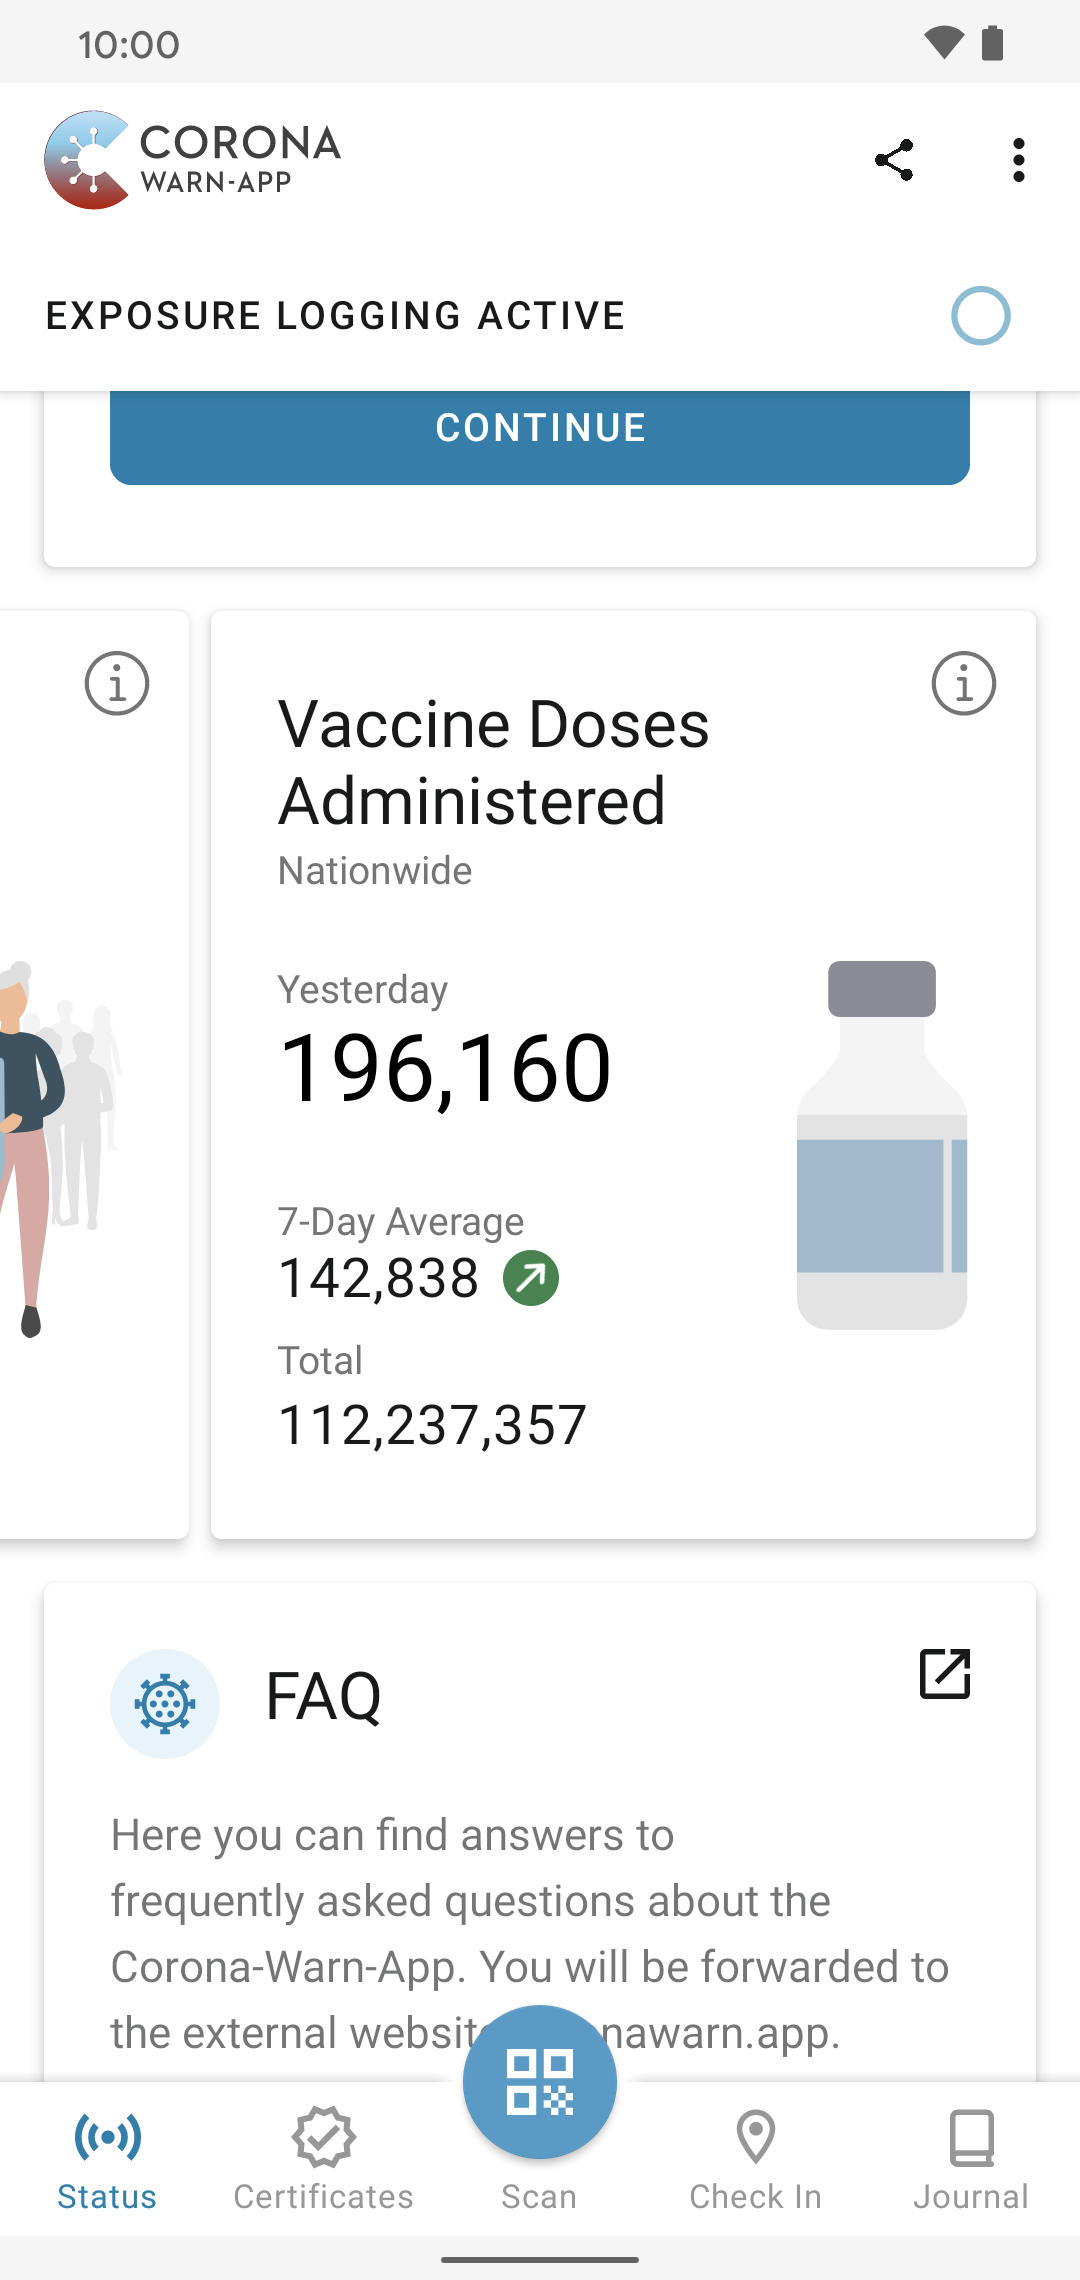 10:00
CORONA
WARN-APP
EXPOSURE LOGGING ACTIVE
CONTINUE
Vaccine Doses
Administered
Nationwide
Yesterday
196,160
7-Day Average
142,838
Total
112,237,357
FAQ
Here you can find answers to
frequently asked questions about the
Corona-Warn-App. You will be forwarded to
the external nawarn.app.
Status
Certificates
Scan
Check In
Journal